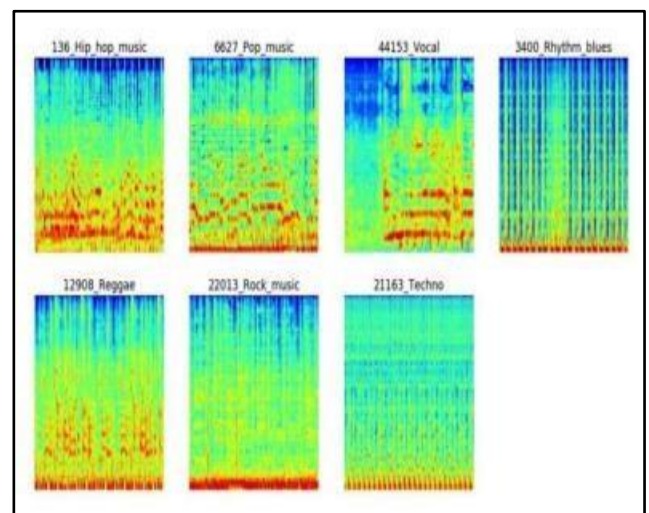 136_Hip_hop_music
6627_Pop_music
44153_Vocal
3400_Rhythm_blues
12908_Reggae
22013_Rock_music
21163_Techno